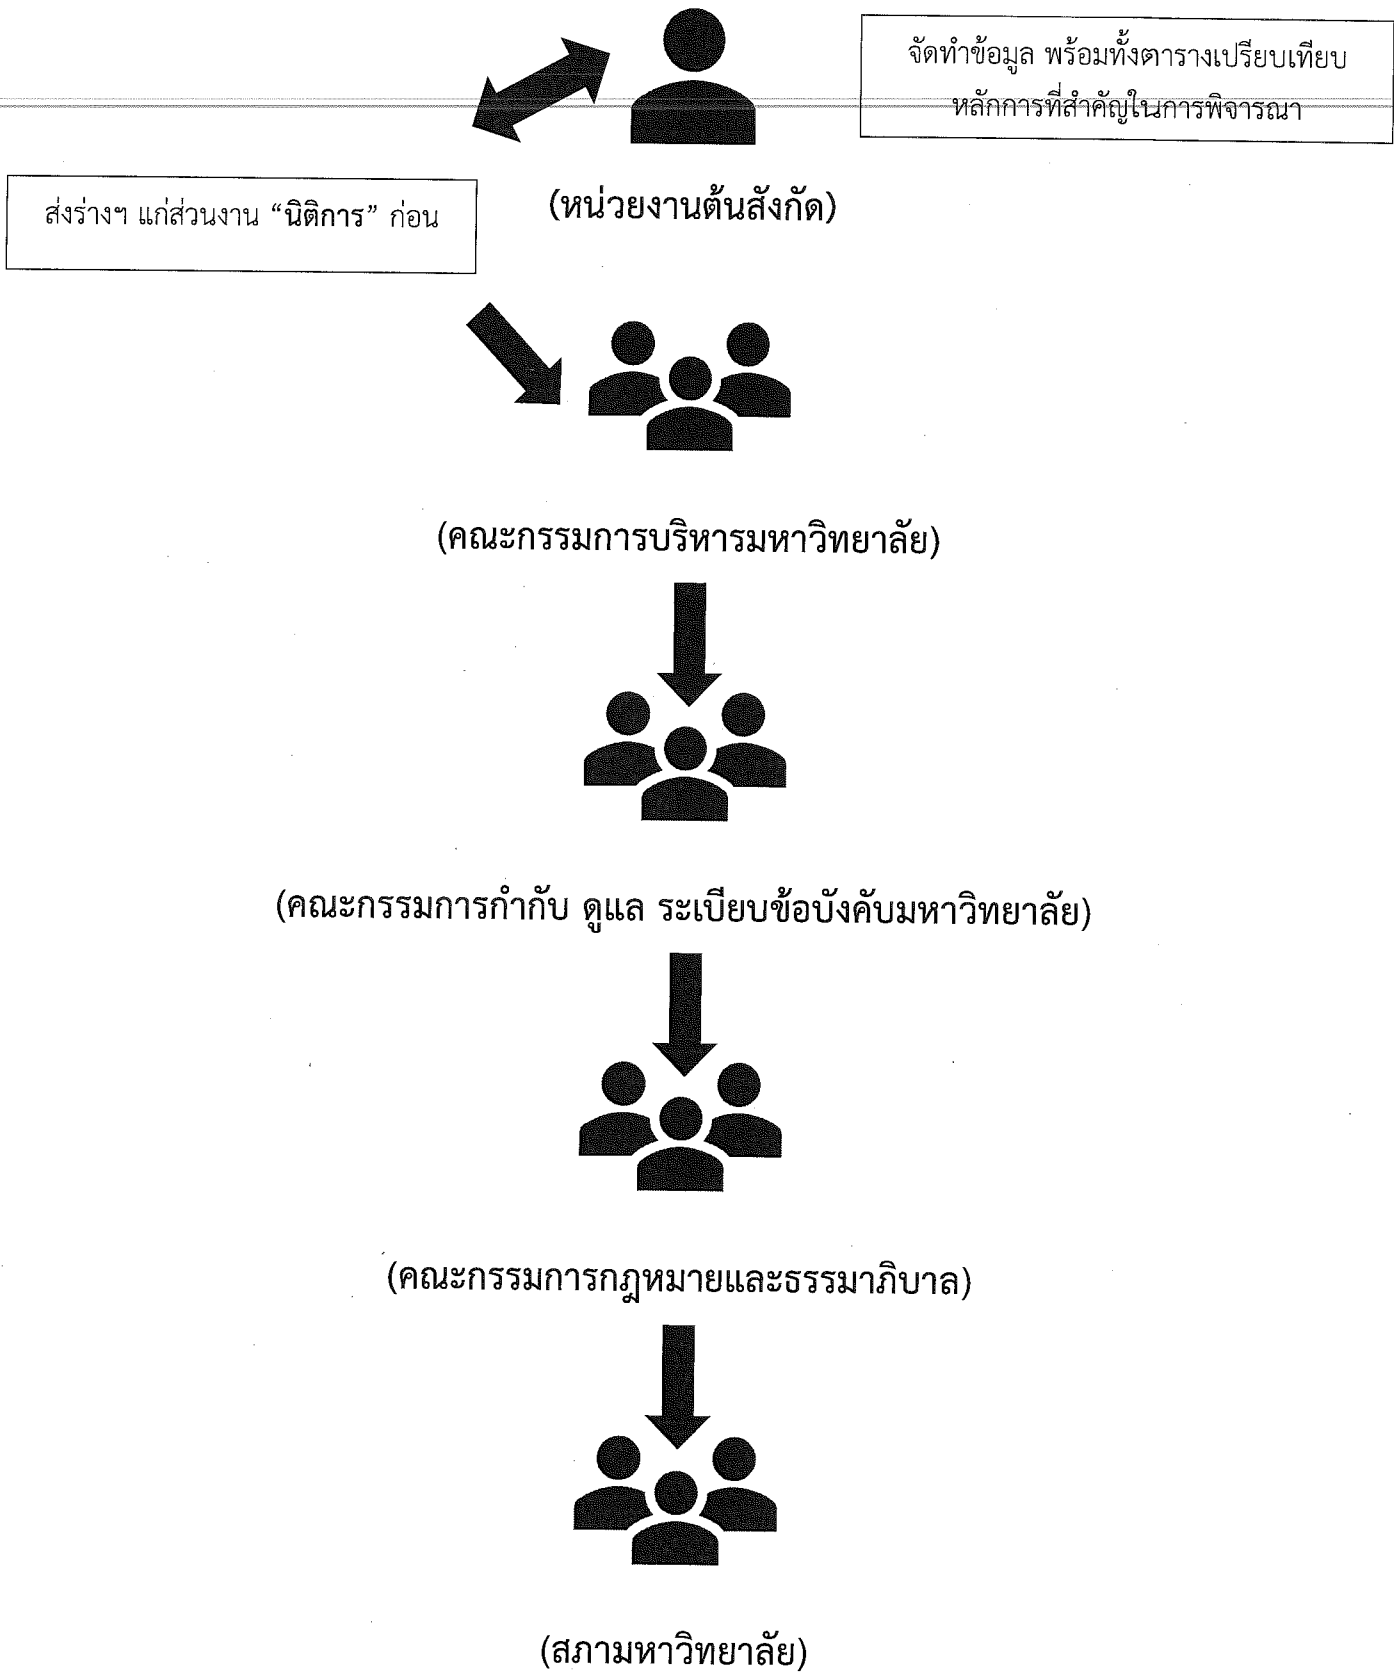 จัดทำข้อมูล พร้อมทั้งตารางเปรียบเทียบ
หลักการที่สำคัญในการพิจารณา
(หน่วยงานต้นสังกัด)
ส่งร่างฯ แก่ส่วนงาน “นิติการ” ก่อน
(คณะกรรมการบริหารมหาวิทยาลัย)
(คณะกรรมการกำกับ ดูแล ระเบียบข้อบังคับมหาวิทยาลัย)
(คณะกรรมการกฎหมายและธรรมาภิบาล)
(สภามหาวิทยาลัย)